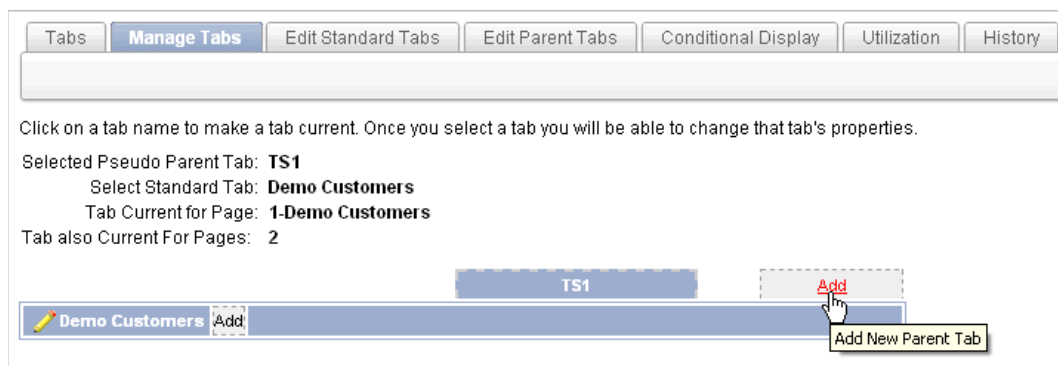 Tabs Manage Tabs Edit Standard Tabs Edit Parent Tabs Conditional Display Utilization History
Click on a tab name to make a tab current. Once you select a tab you will be able to change that tab's properties.
Selected Pseudo Parent Tab: TS1
Select Standard Tab: Demo Customers
Tab Current for Page: 1-Demo Customers
Tab also Current For Pages: 2
TS1 Add
Demo Customers Add
Add New Parent Tab